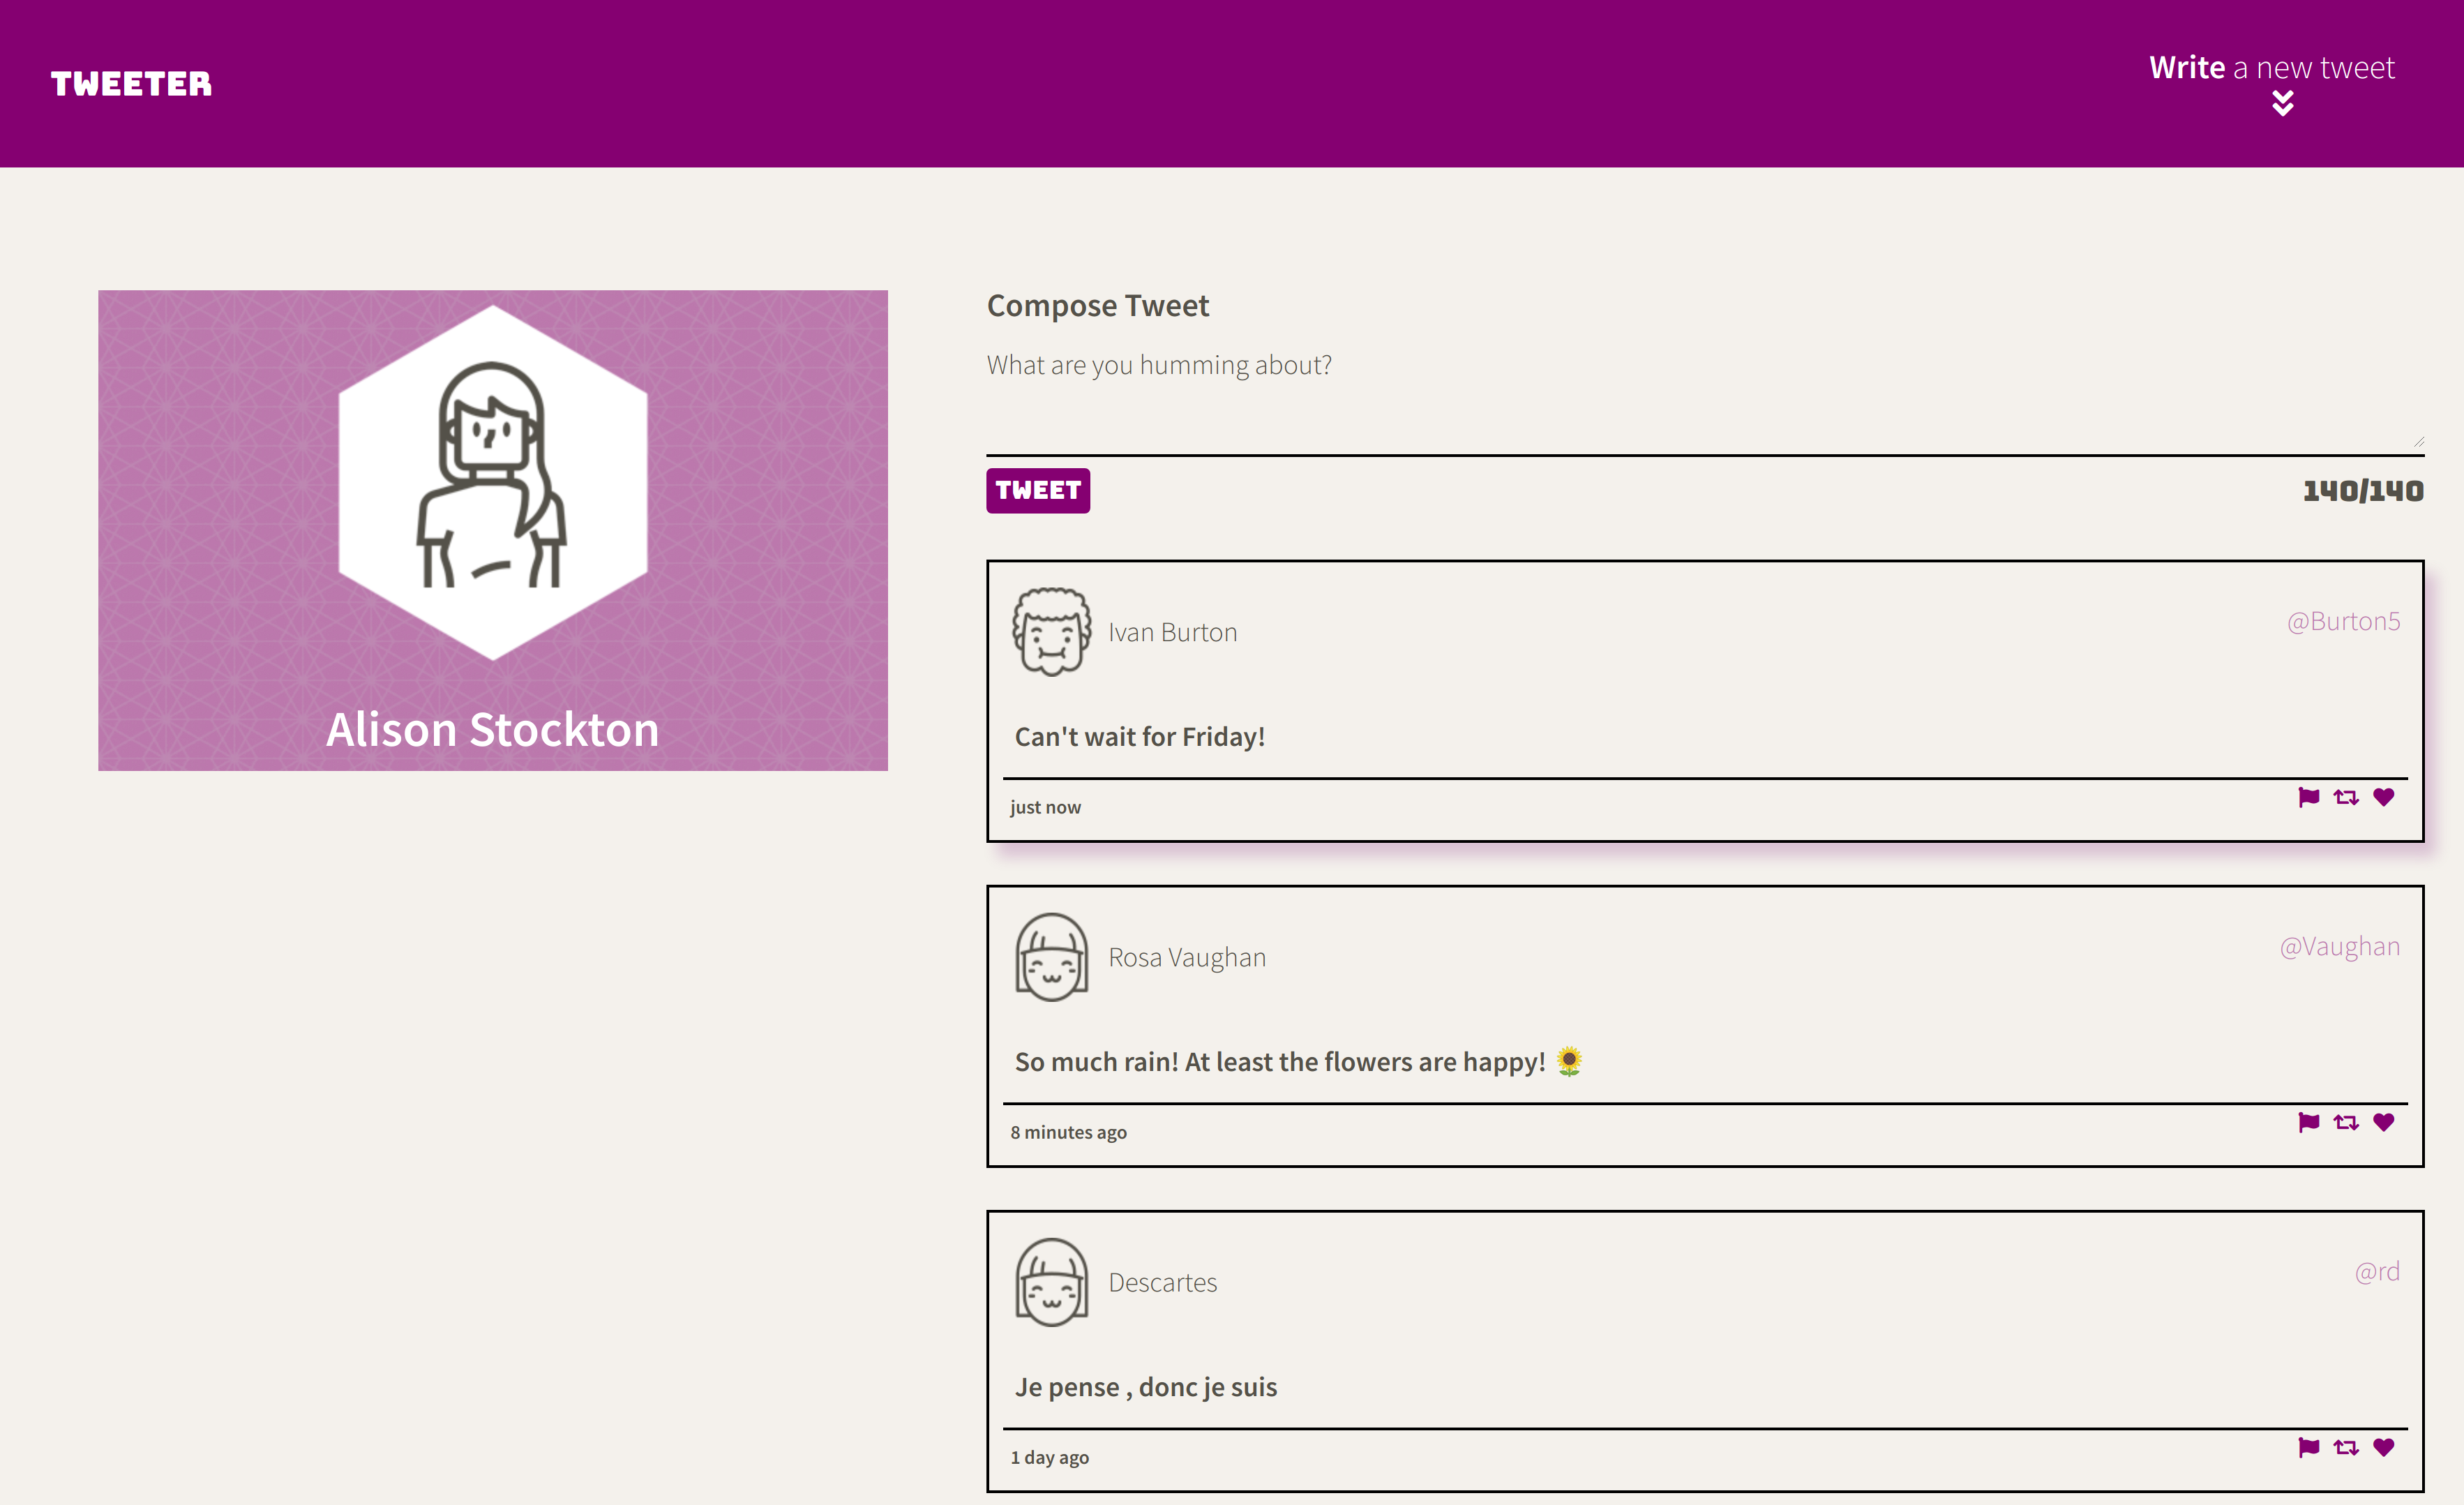 TWEETER
Write a new tweet
Alison Stockton
Compose Tweet
What are you humming about?
TWEET
140/140
Ivan Burton
@Burton5
Can't wait for Friday!
just now
Rosa Vaughan
@Vaughan
So much rain! At least the flowers are happy! 🌻
8 minutes ago
Descartes
@rd
Je pense , donc je suis
1 day ago